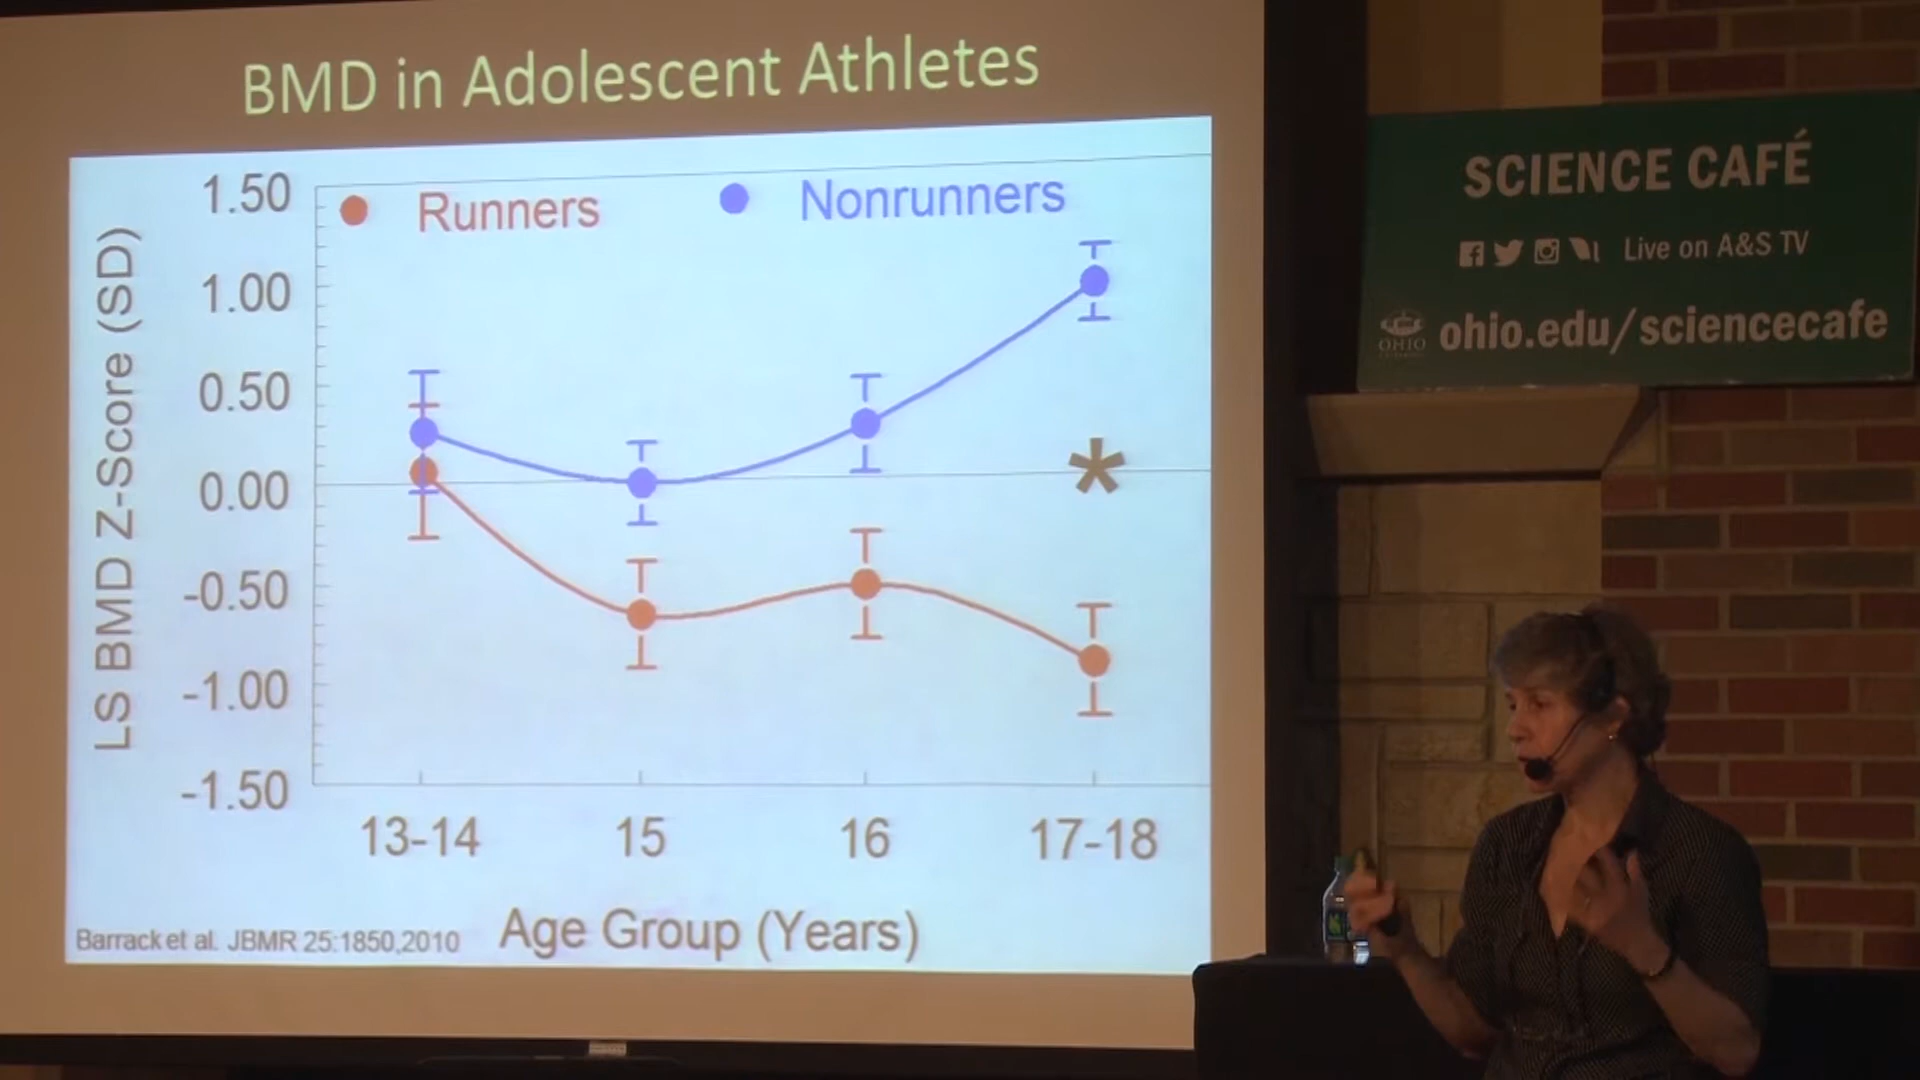 BMD in Adolescent Athletes
Runners
Nonrunners
LS BMD Z-Score (SD)
1.50
1.00
0.50
0.00
-0.50
-1.00
-1.50
*
13-14
15
16
17-18
Age Group (Years)
Barrack et al. JBMR 25:1850,2010
SCIENCE CAFÉ
Live on A&S TV
OHIO
ohio.edu/sciencecafe